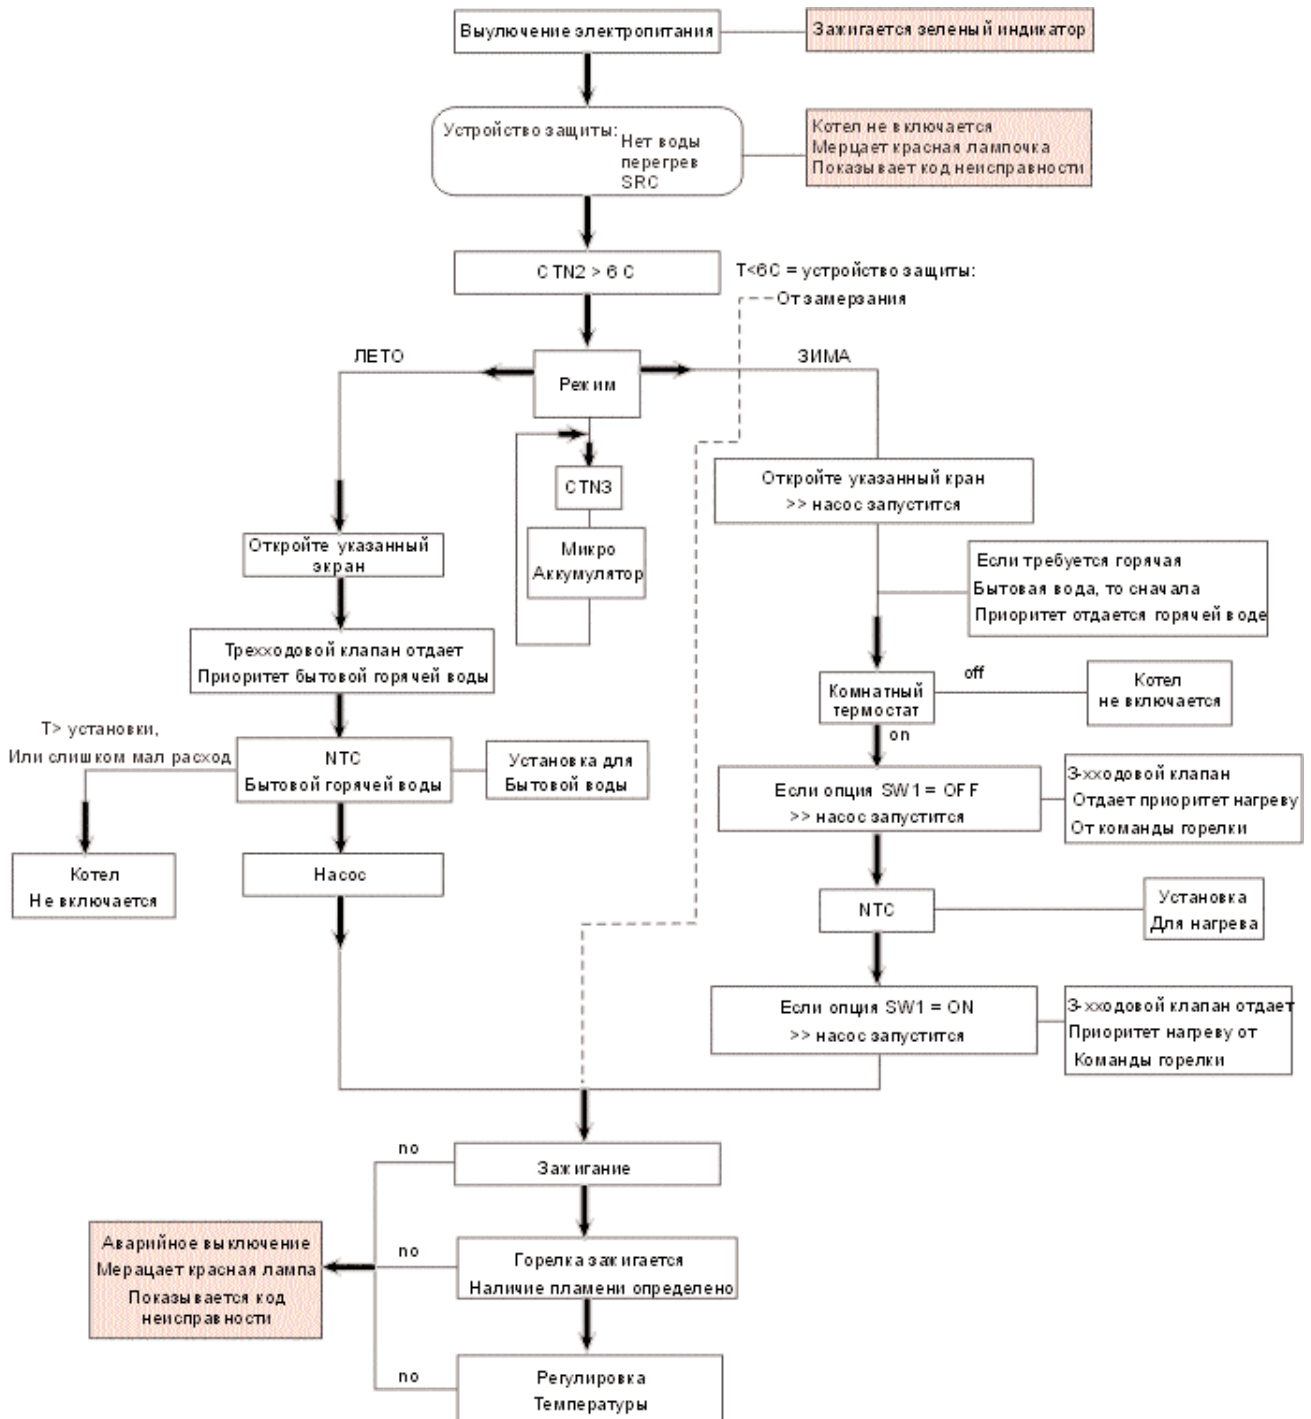 Выулючение электропитания
Зажигается зеленый индикатор
Устройство защиты:
Нет воды
перегрев
SRC
Котел не включается
Мерцает красная лампочка
Показывает код неисправности
CTN2 > 6 C
T<6C = устройство защиты:
От замерзания
ЛЕТО
Режим
ЗИМА
CTN3
Микро
Аккумулятор
Откройте указанный кран
>> насос запустится
Откройте указанный
экран
Если требуется горячая
Бытовая вода, то сначала
Приоритет отдается горячей воде
Трехходовой клапан отдает
Приоритет бытовой горячей воды
Комнатный
термостат
off
Котел
не включается
on
T> установки,
Или слишком мал расход
NTC
Бытовой горячей воды
Установка для
Бытовой воды
Если опция SW1 = OFF
>> насос запустится
3-хходовой клапан
Отдает приоритет нагреву
От команды горелки
Котел
Не включается
Насос
NTC
Установка
Для нагрева
Если опция SW1 = ON
>> насос запустится
3-хходовой клапан отдает
Приоритет нагреву от
Команды горелки
no
Зажигание
Аварийное выключение
Мерацает красная лампа
Показывается код
неисправности
no
Горелка зажигается
Наличие пламени определено
no
Регулировка
Температуры